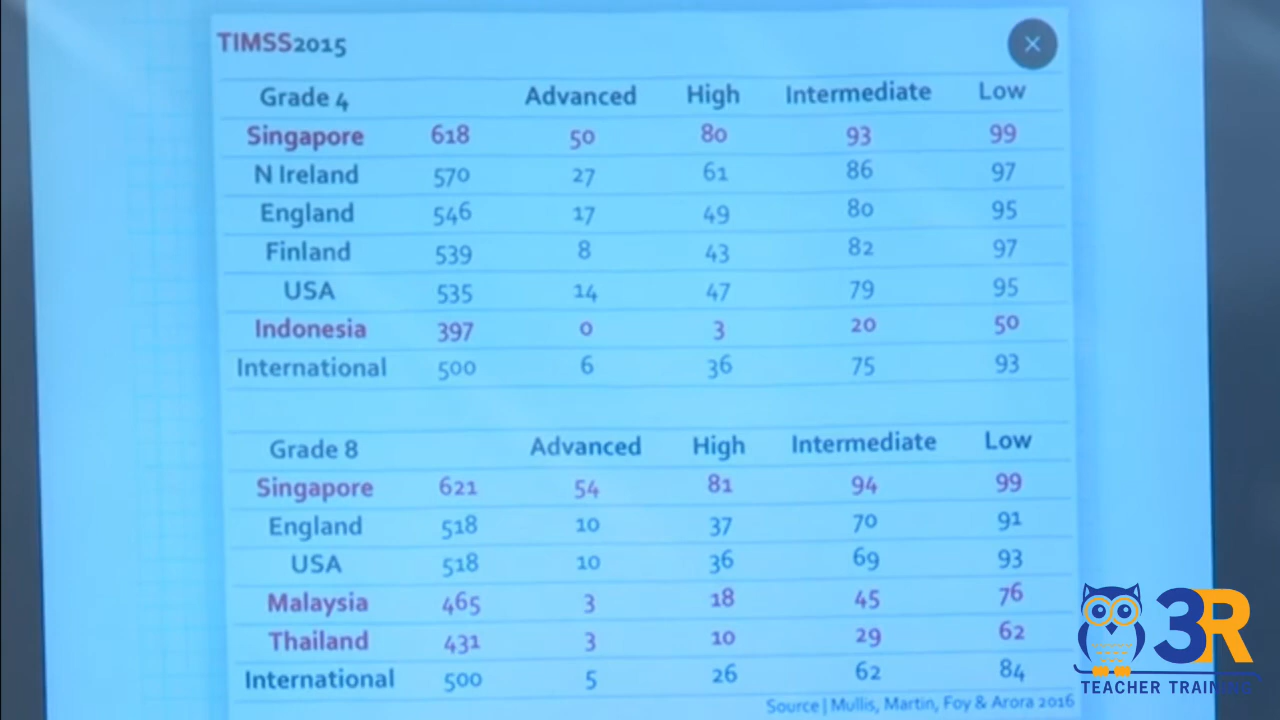 TIMSS2015
Grade 4 Advanced High Intermediate Low
Singapore 618 50 80 93 99
N Ireland 570 27 61 86 97
England 546 17 49 80 95
Finland 539 8 43 82 97
USA 535 14 47 79 95
Indonesia 397 0 3 20 50
International 500 6 36 75 93
Grade 8 Advanced High Intermediate Low
Singapore 621 54 81 94 99
England 518 10 37 70 91
USA 518 10 36 69 93
Malaysia 465 3 18 45 76
Thailand 431 3 10 29 62
International 500 5 26 62 84
Source | Mullis, Martin, Foy & Arora 2016
3R
TEACHER TRAINING